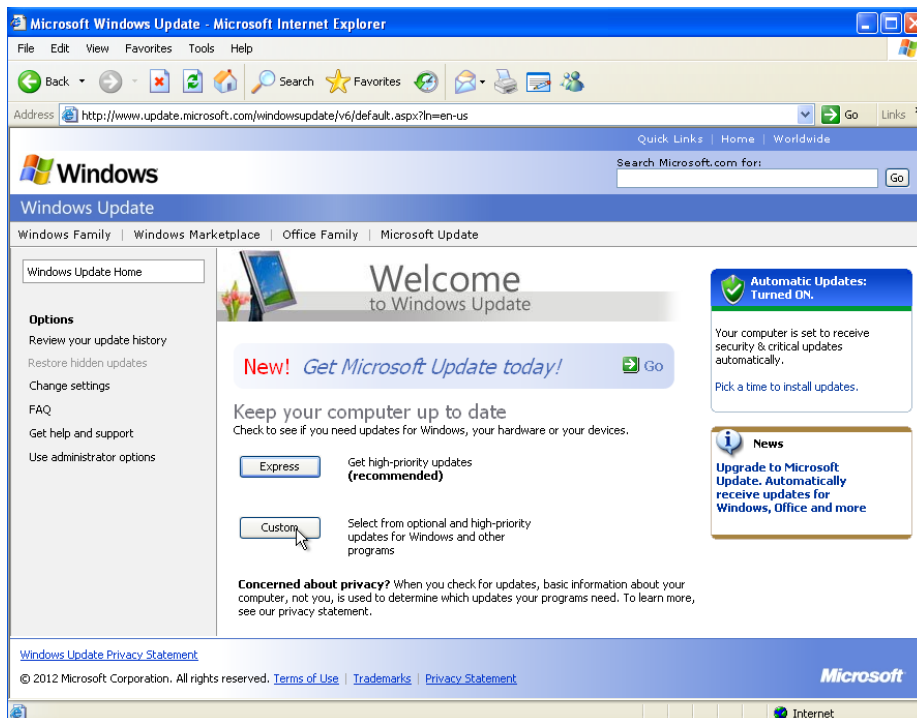 Microsoft Windows Update - Microsoft Internet Explorer
File Edit View Favorites Tools Help
Back Search Favorites
Address http://www.update.microsoft.com/windowsupdate/v6/default.aspx?ln=en-us Go Links
Quick Links | Home | Worldwide
Windows
Search Microsoft.com for:
Go
Windows Update
Windows Family | Windows Marketplace | Office Family | Microsoft Update
Windows Update Home
Options
Review your update history
Restore hidden updates
Change settings
FAQ
Get help and support
Use administrator options
Welcome
to Windows Update
New! Get Microsoft Update today! Go
Keep your computer up to date
Check to see if you need updates for Windows, your hardware or your devices.
Express
Get high-priority updates
(recommended)
Custom
Select from optional and high-priority
updates for Windows and other
programs
Concerned about privacy? When you check for updates, basic information about your
computer, not you, is used to determine which updates your programs need. To learn more,
see our privacy statement.
Automatic Updates:
Turned ON.
Your computer is set to receive
security & critical updates
automatically.
Pick a time to install updates.
News
Upgrade to Microsoft
Update. Automatically
receive updates for
Windows, Office and more
Windows Update Privacy Statement
© 2012 Microsoft Corporation. All rights reserved. Terms of Use | Trademarks | Privacy Statement
Microsoft
Internet